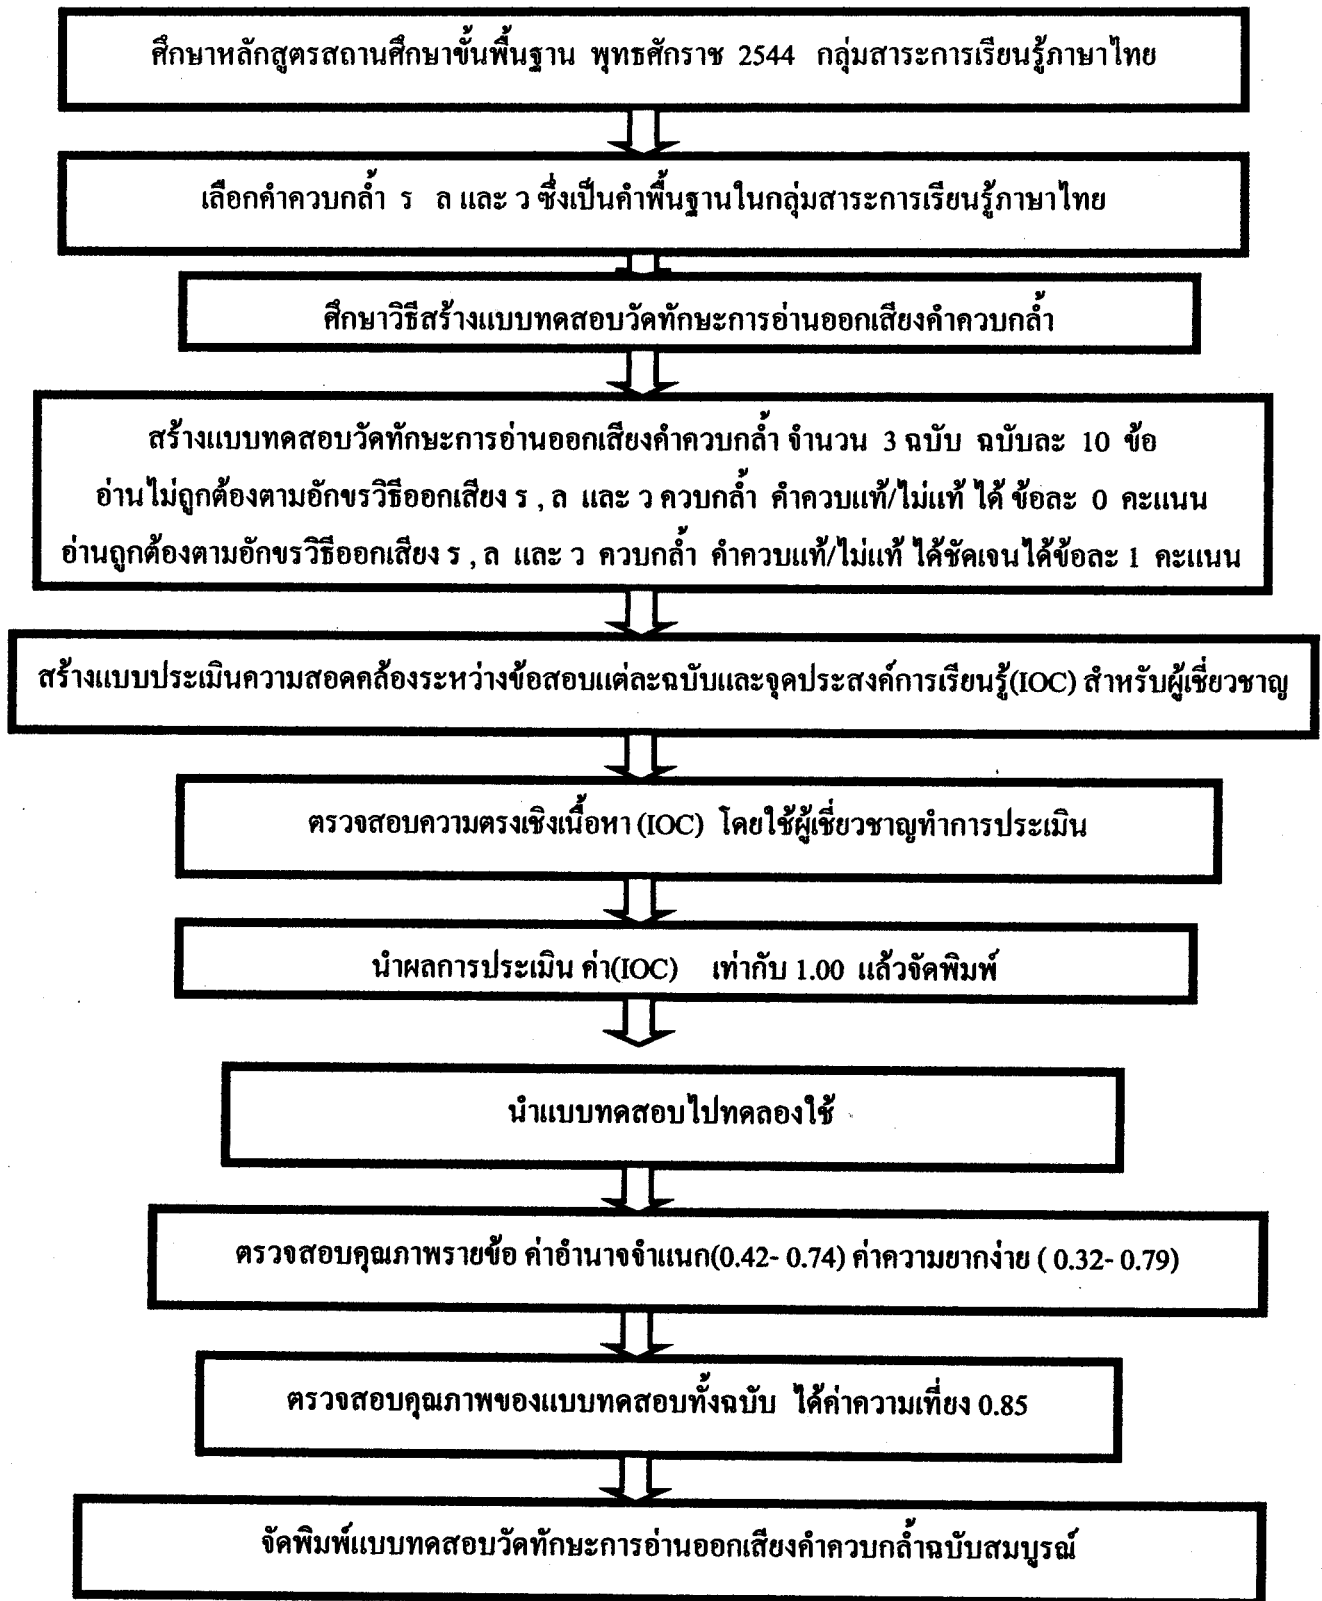 ศึกษาหลักสูตรสถานศึกษาขั้นพื้นฐาน พุทธศักราช 2544 กลุ่มสาระการเรียนรู้ภาษาไทย
เลือกคำควบกล้ำ ร ล และ ว ซึ่งเป็นคำพื้นฐานในกลุ่มสาระการเรียนรู้ภาษาไทย
ศึกษาวิธีสร้างแบบทดสอบวัดทักษะการอ่านออกเสียงคำควบกล้ำ
สร้างแบบทดสอบวัดทักษะการอ่านออกเสียงคำควบกล้ำ จำนวน 3 ฉบับ ฉบับละ 10 ข้อ
อ่านไม่ถูกต้องตามอักขรวิธีออกเสียง ร , ล และ ว ควบกล้ำ คำควบแท้/ไม่แท้ ได้ ข้อละ 0 คะแนน
อ่านถูกต้องตามอักขรวิธีออกเสียง ร , ล และ ว ควบกล้ำ คำควบแท้/ไม่แท้ ได้ชัดเจนได้ข้อละ 1 คะแนน
สร้างแบบประเมินความสอดคล้องระหว่างข้อสอบแต่ละฉบับและจุดประสงค์การเรียนรู้(IOC) สำหรับผู้เชี่ยวชาญ
ตรวจสอบความตรงเชิงเนื้อหา (IOC) โดยใช้ผู้เชี่ยวชาญทำการประเมิน
นำผลการประเมิน ค่า(IOC) เท่ากับ 1.00 แล้วจัดพิมพ์
นำแบบทดสอบไปทดลองใช้
ตรวจสอบคุณภาพรายข้อ ค่าอำนาจจำแนก(0.42- 0.74) ค่าความยากง่าย ( 0.32- 0.79)
ตรวจสอบคุณภาพของแบบทดสอบทั้งฉบับ ได้ค่าความเที่ยง 0.85
จัดพิมพ์แบบทดสอบวัดทักษะการอ่านออกเสียงคำควบกล้ำฉบับสมบูรณ์